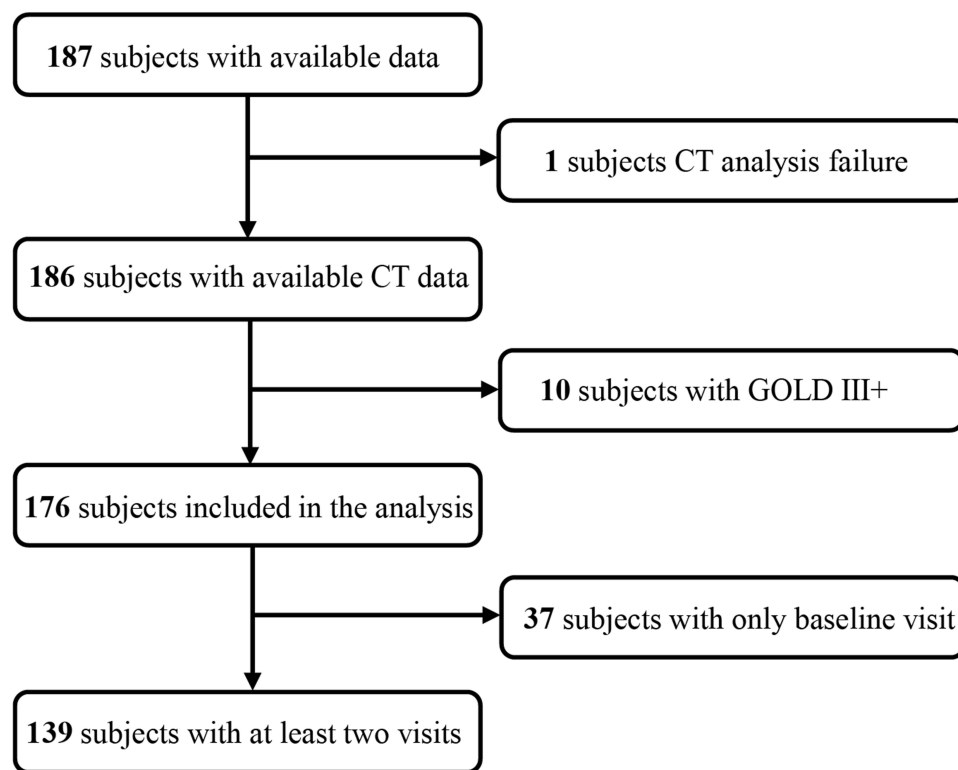 187 subjects with available data
1 subjects CT analysis failure
186 subjects with available CT data
10 subjects with GOLD III+
176 subjects included in the analysis
37 subjects with only baseline visit
139 subjects with at least two visits